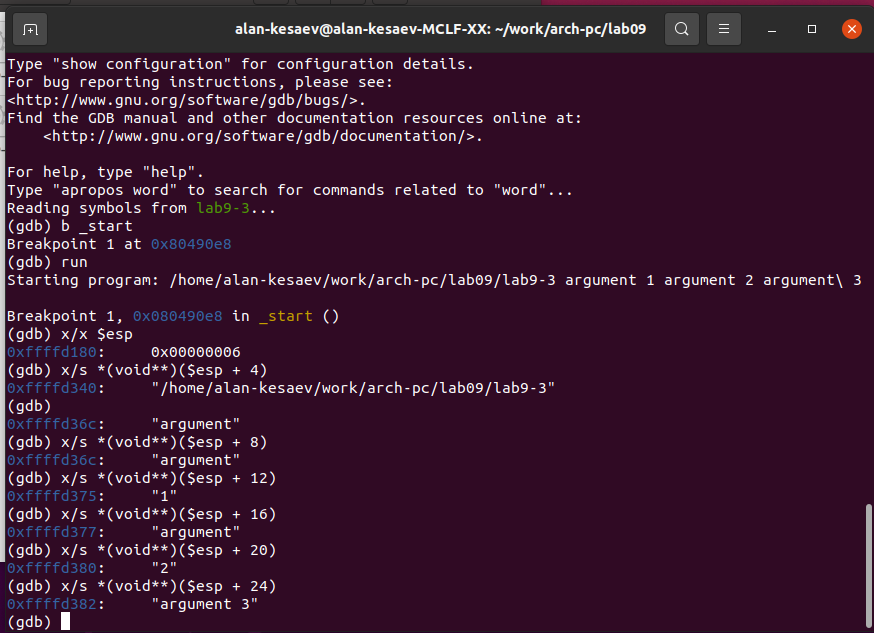 alan-kesaev@alan-kesaev-MCLF-XX: ~/work/arch-pc/lab09
Type "show configuration" for configuration details.
For bug reporting instructions, please see:
<http://www.gnu.org/software/gdb/bugs/>.
Find the GDB manual and other documentation resources online at:
    <http://www.gnu.org/software/gdb/documentation/>.

For help, type "help".
Type "apropos word" to search for commands related to "word"...
Reading symbols from lab9-3...
(gdb) b _start
Breakpoint 1 at 0x80490e8
(gdb) run
Starting program: /home/alan-kesaev/work/arch-pc/lab09/lab9-3 argument 1 argument 2 argument\ 3

Breakpoint 1, 0x080490e8 in _start ()
(gdb) x/x $esp
0xffffd180:     0x00000006
(gdb) x/s *(void**)($esp + 4)
0xffffd340:     "/home/alan-kesaev/work/arch-pc/lab09/lab9-3"
(gdb)
0xffffd36c:     "argument"
(gdb) x/s *(void**)($esp + 8)
0xffffd36c:     "argument"
(gdb) x/s *(void**)($esp + 12)
0xffffd375:     "1"
(gdb) x/s *(void**)($esp + 16)
0xffffd377:     "argument"
(gdb) x/s *(void**)($esp + 20)
0xffffd380:     "2"
(gdb) x/s *(void**)($esp + 24)
0xffffd382:     "argument 3"
(gdb)